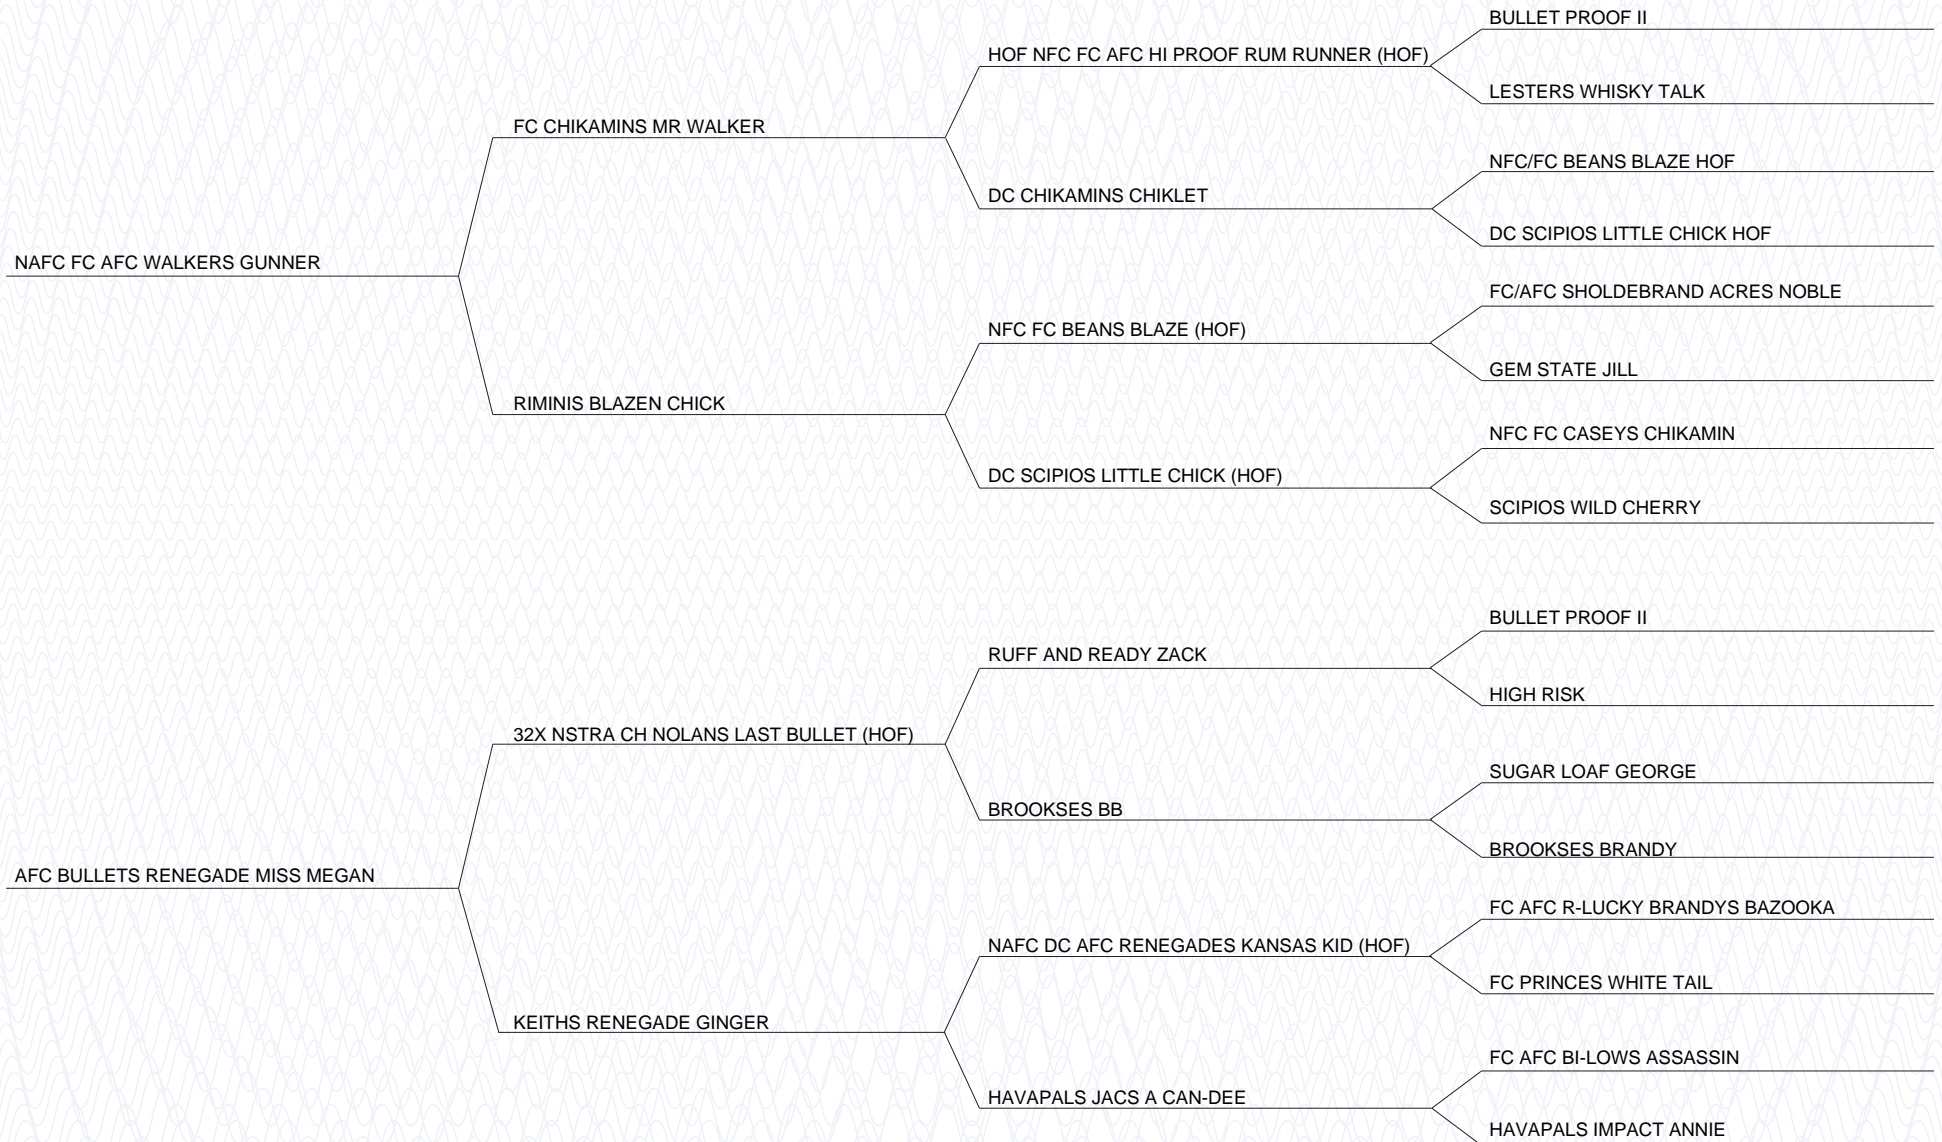 BULLET PROOF II
HOF NFC FC AFC HI PROOF RUM RUNNER (HOF)
LESTERS WHISKY TALK
FC CHIKAMINS MR WALKER
NFC/FC BEANS BLAZE HOF
DC CHIKAMINS CHIKLET
DC SCIPIOS LITTLE CHICK HOF
NAFC FC AFC WALKERS GUNNER
FC/AFC SHOLDEBRAND ACRES NOBLE
NFC FC BEANS BLAZE (HOF)
GEM STATE JILL
RIMINIS BLAZEN CHICK
NFC FC CASEYS CHIKAMIN
DC SCIPIOS LITTLE CHICK (HOF)
SCIPIOS WILD CHERRY
BULLET PROOF II
RUFF AND READY ZACK
HIGH RISK
32X NSTRA CH NOLANS LAST BULLET (HOF)
SUGAR LOAF GEORGE
BROOKSES BB
BROOKSES BRANDY
AFC BULLETS RENEGADE MISS MEGAN
FC AFC R-LUCKY BRANDYS BAZOOKA
NAFC DC AFC RENEGADES KANSAS KID (HOF)
FC PRINCES WHITE TAIL
KEITHS RENEGADE GINGER
FC AFC BI-LOWS ASSASSIN
HAVAPALS JACS A CAN-DEE
HAVAPALS IMPACT ANNIE